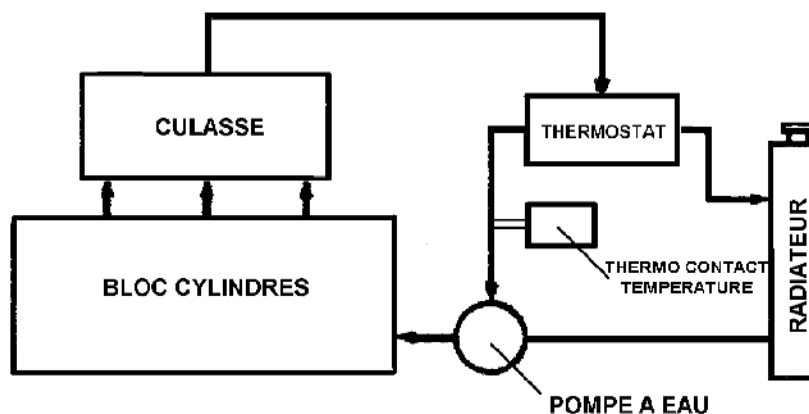 CULASSE
THERMOSTAT
BLOC CYLINDRES
THERMO CONTACT
TEMPERATURE
RADIATEUR
POMPE A EAU